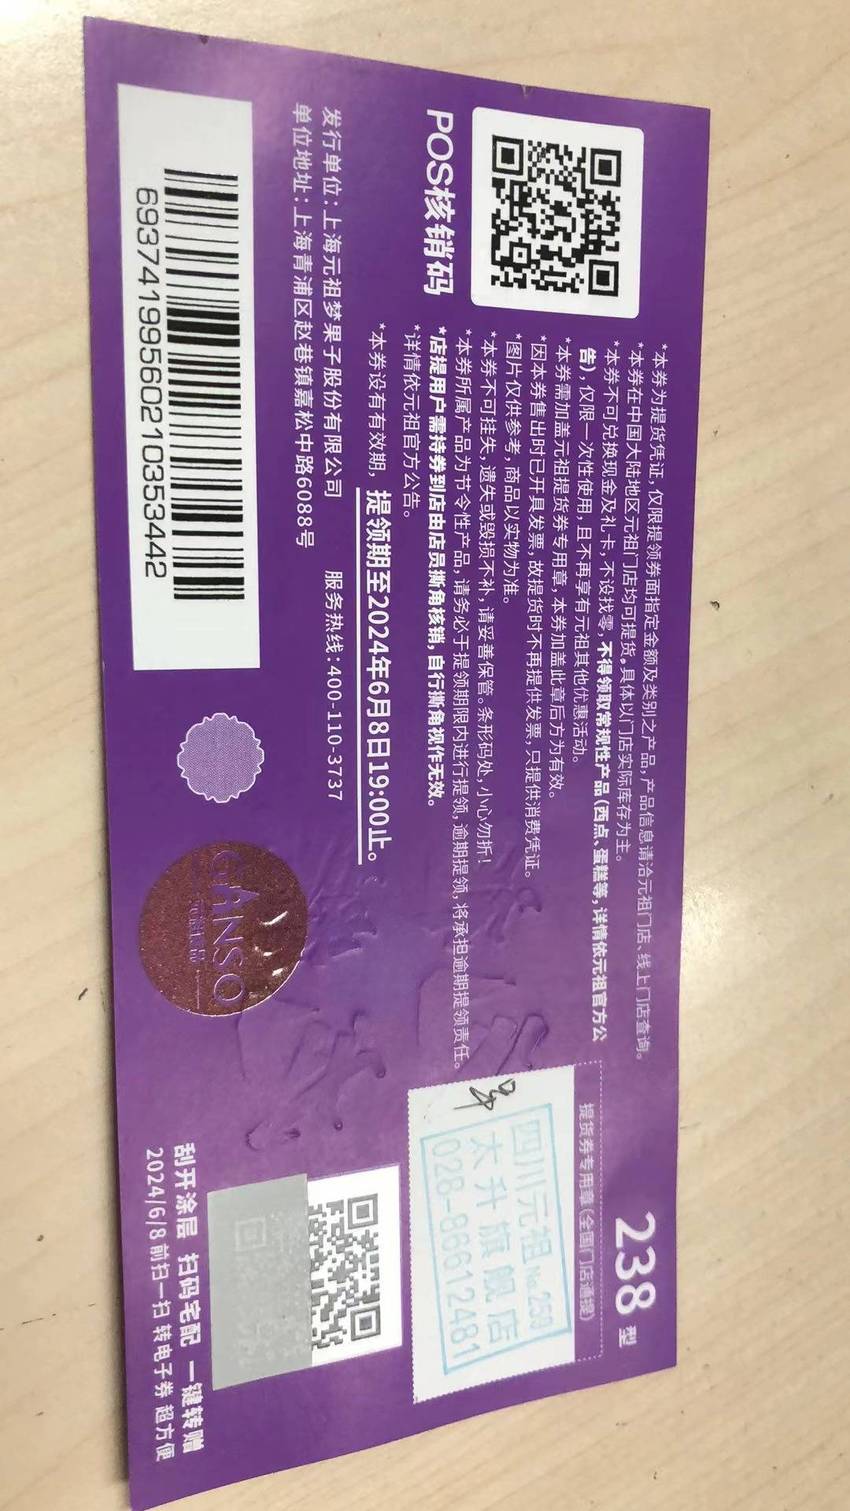 238型
提货券专用章(全国门店通提)
四川元祖 No.259
太升旗舰店
028-86612481
POS核销码
*本券为提货凭证,仅限提领券面指定金额及类别之产品,产品信息请洽元祖门店、线上门店查询。
*本券在中国大陆地区元祖门店均可提货。具体以门店实际库存为主。
*本券不可兑换现金及礼卡,不设找零,不得领取常规性产品(西点、蛋糕等,详情依元祖官方公
告),仅限一次性使用,且不再享有元祖其他优惠活动。
*本券需加盖元祖提货券专用章,本券加盖此章后方为有效。
*因本券售出时已开具发票,故提货时不再提供发票,只提供消费凭证。
*图片仅供参考,商品以实物为准。
*本券不可挂失,遗失或毁损不补,请妥善保管。条形码处,小心勿折!
*本券所属产品为节令性产品,请务必于提领期限内进行提领,逾期提领,将承担逾期提领责任。
*店提用户需持券到店由店员撕角核销,自行撕角视作无效。
*详情依元祖官方公告。
*本券设有有效期,提领期至2024年6月8日19:00止。
发行单位:上海元祖梦果子股份有限公司 服务热线:400-110-3737
单位地址:上海青浦区赵巷镇嘉松中路6088号
69374199560210353442
GANSO
刮开涂层 扫码宅配 一键转赠
2024/6/8前扫一扫 转电子券 超方便